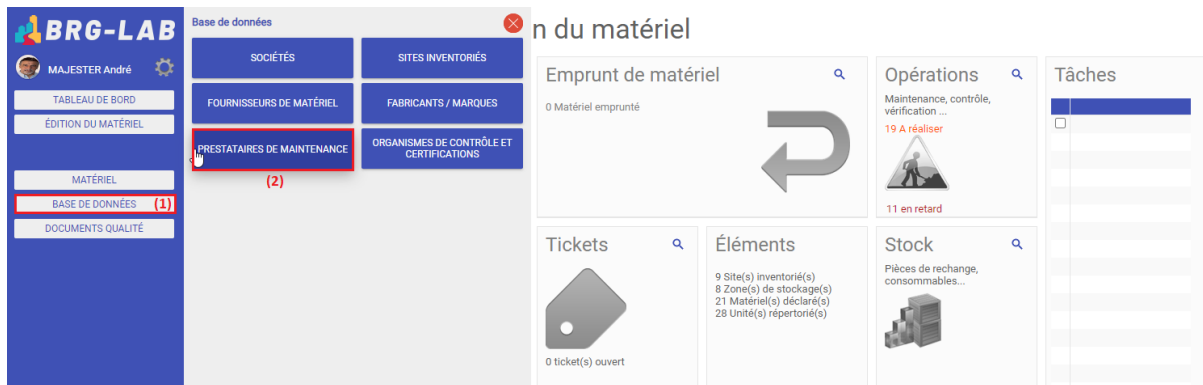 BRG-LAB
MAJESTER André
TABLEAU DE BORD
ÉDITION DU MATÉRIEL
MATÉRIEL
BASE DE DONNÉES (1)
DOCUMENTS QUALITÉ
Base de données
SOCIÉTÉS
SITES INVENTORIÉS
FOURNISSEURS DE MATÉRIEL
FABRICANTS / MARQUES
PRESTATAIRES DE MAINTENANCE
ORGANISMES DE CONTRÔLE ET
CERTIFICATIONS
(2)
n du matériel
Emprunt de matériel
0 Matériel emprunté
Opérations
Maintenance, contrôle,
vérification ...
19 A réaliser
11 en retard
Tâches
Tickets
0 ticket(s) ouvert
Éléments
9 Site(s) inventorié(s)
8 Zone(s) de stockage(s)
21 Matériel(s) déclaré(s)
28 Unité(s) répertorié(s)
Stock
Pièces de rechange,
consommables...